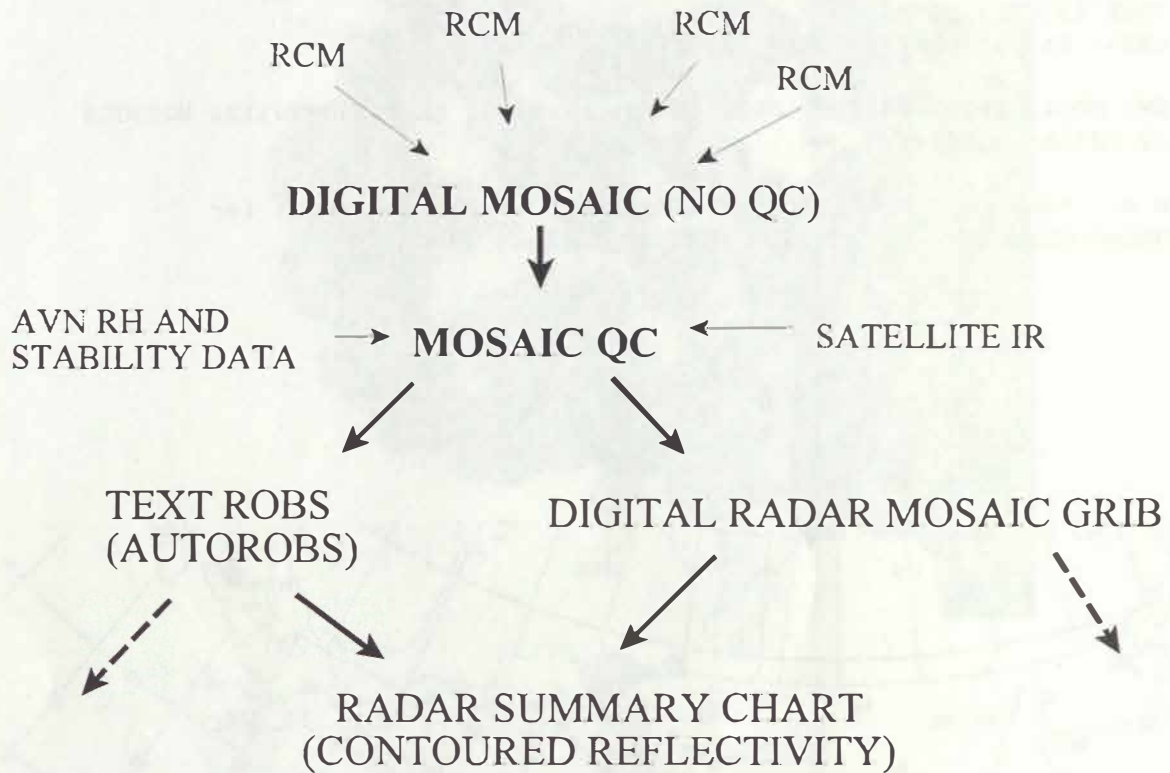 RCM
RCM
RCM
RCM
DIGITAL MOSAIC (NO QC)
AVN RH AND
STABILITY DATA
MOSAIC QC
SATELLITE IR
TEXT ROBS
(AUTOROBS)
DIGITAL RADAR MOSAIC GRIB
RADAR SUMMARY CHART
(CONTOURED REFLECTIVITY)